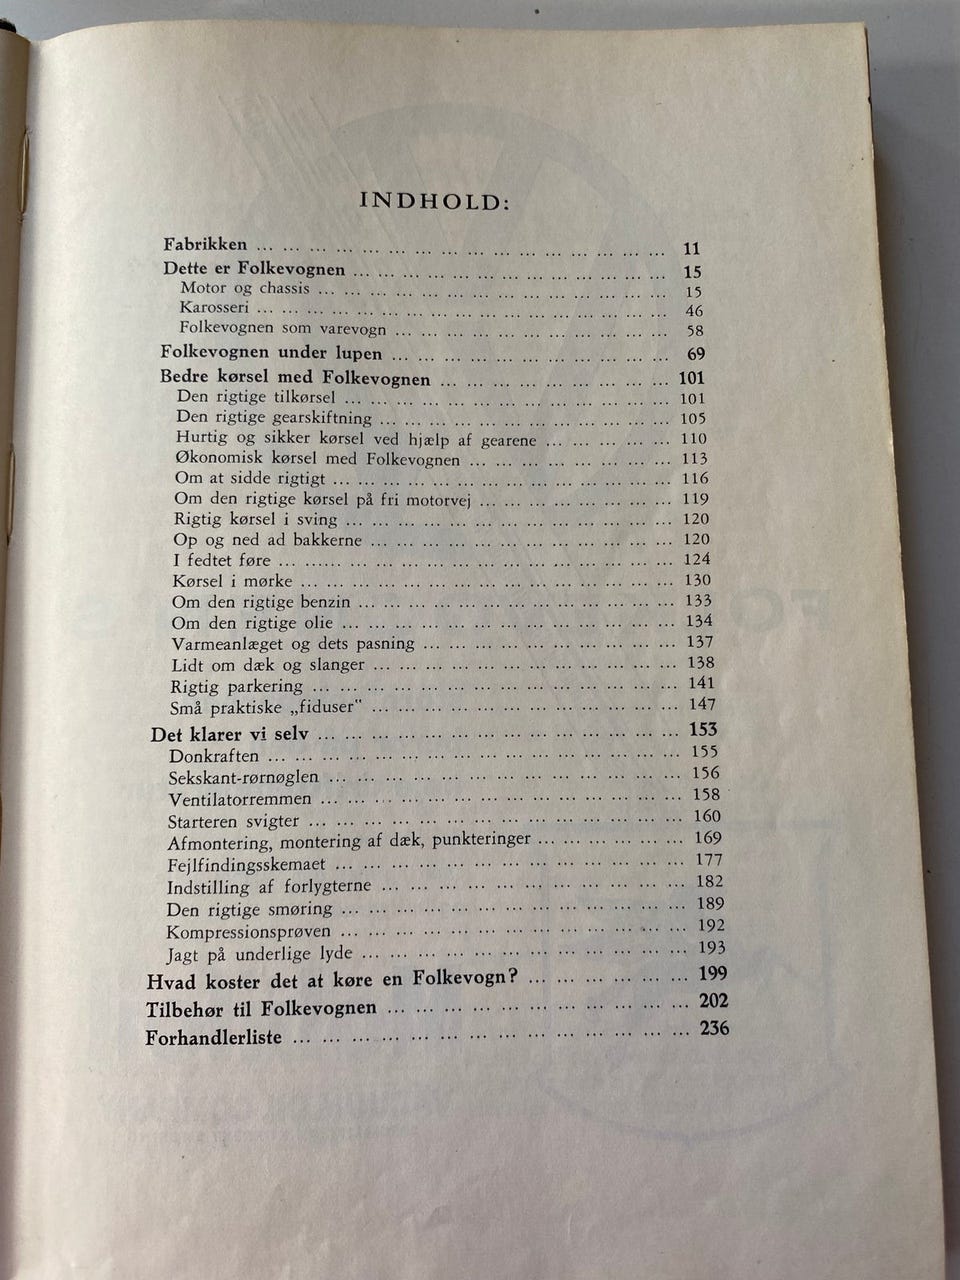 INDHOLD:
Fabrikken ... ... ... ... ... ... ... ... ... ... ... ... ... ... ... 11
Dette er Folkevognen ... ... ... ... ... ... ... ... ... ... ... ... 15
Motor og chassis ... ... ... ... ... ... ... ... ... ... ... ... ... 15
Karosseri ... ... ... ... ... ... ... ... ... ... ... ... ... ... ... 46
Folkevognen som varevogn ... ... ... ... ... ... ... ... ... ... 58
Folkevognen under lupen ... ... ... ... ... ... ... ... ... ... 69
Bedre kørsel med Folkevognen ... ... ... ... ... ... ... ... ... 101
Den rigtige tilkørsel ... ... ... ... ... ... ... ... ... ... ... ... 101
Den rigtige gearskiftning ... ... ... ... ... ... ... ... ... ... ... 105
Hurtig og sikker kørsel ved hjælp af gearene ... ... ... ... ... 110
Økonomisk kørsel med Folkevognen ... ... ... ... ... ... ... ... 113
Om at sidde rigtigt ... ... ... ... ... ... ... ... ... ... ... ... ... 116
Om den rigtige kørsel på fri motorvej ... ... ... ... ... ... ... 119
Rigtig kørsel i sving ... ... ... ... ... ... ... ... ... ... ... ... 120
Op og ned ad bakkerne ... ... ... ... ... ... ... ... ... ... ... 120
I fedtet føre ... ... ... ... ... ... ... ... ... ... ... ... ... ... 124
Kørsel i mørke ... ... ... ... ... ... ... ... ... ... ... ... ... ... 130
Om den rigtige benzin ... ... ... ... ... ... ... ... ... ... ... ... 133
Om den rigtige olie ... ... ... ... ... ... ... ... ... ... ... ... 134
Varmeanlæget og dets pasning ... ... ... ... ... ... ... ... ... 137
Lidt om dæk og slanger ... ... ... ... ... ... ... ... ... ... ... 138
Rigtig parkering ... ... ... ... ... ... ... ... ... ... ... ... ... 141
Små praktiske „fiduser" ... ... ... ... ... ... ... ... ... ... ... 147
Det klarer vi selv ... ... ... ... ... ... ... ... ... ... ... ... ... 153
Donkraften ... ... ... ... ... ... ... ... ... ... ... ... ... ... ... 155
Sekskant-rørnøglen ... ... ... ... ... ... ... ... ... ... ... ... ... 156
Ventilatorremmen ... ... ... ... ... ... ... ... ... ... ... ... ... 158
Starteren svigter ... ... ... ... ... ... ... ... ... ... ... ... ... 160
Afmontering, montering af dæk, punkteringer ... ... ... ... ... 169
Fejlfindingsskemaet ... ... ... ... ... ... ... ... ... ... ... ... ... 177
Indstilling af forlygterne ... ... ... ... ... ... ... ... ... ... ... 182
Den rigtige smøring ... ... ... ... ... ... ... ... ... ... ... ... ... 189
Kompressionsprøven ... ... ... ... ... ... ... ... ... ... ... ... ... 192
Jagt på underlige lyde ... ... ... ... ... ... ... ... ... ... ... ... 193
Hvad koster det at køre en Folkevogn? ... ... ... ... ... ... 199
Tilbehør til Folkevognen ... ... ... ... ... ... ... ... ... ... ... 202
Forhandlerliste ... ... ... ... ... ... ... ... ... ... ... ... ... ... 236